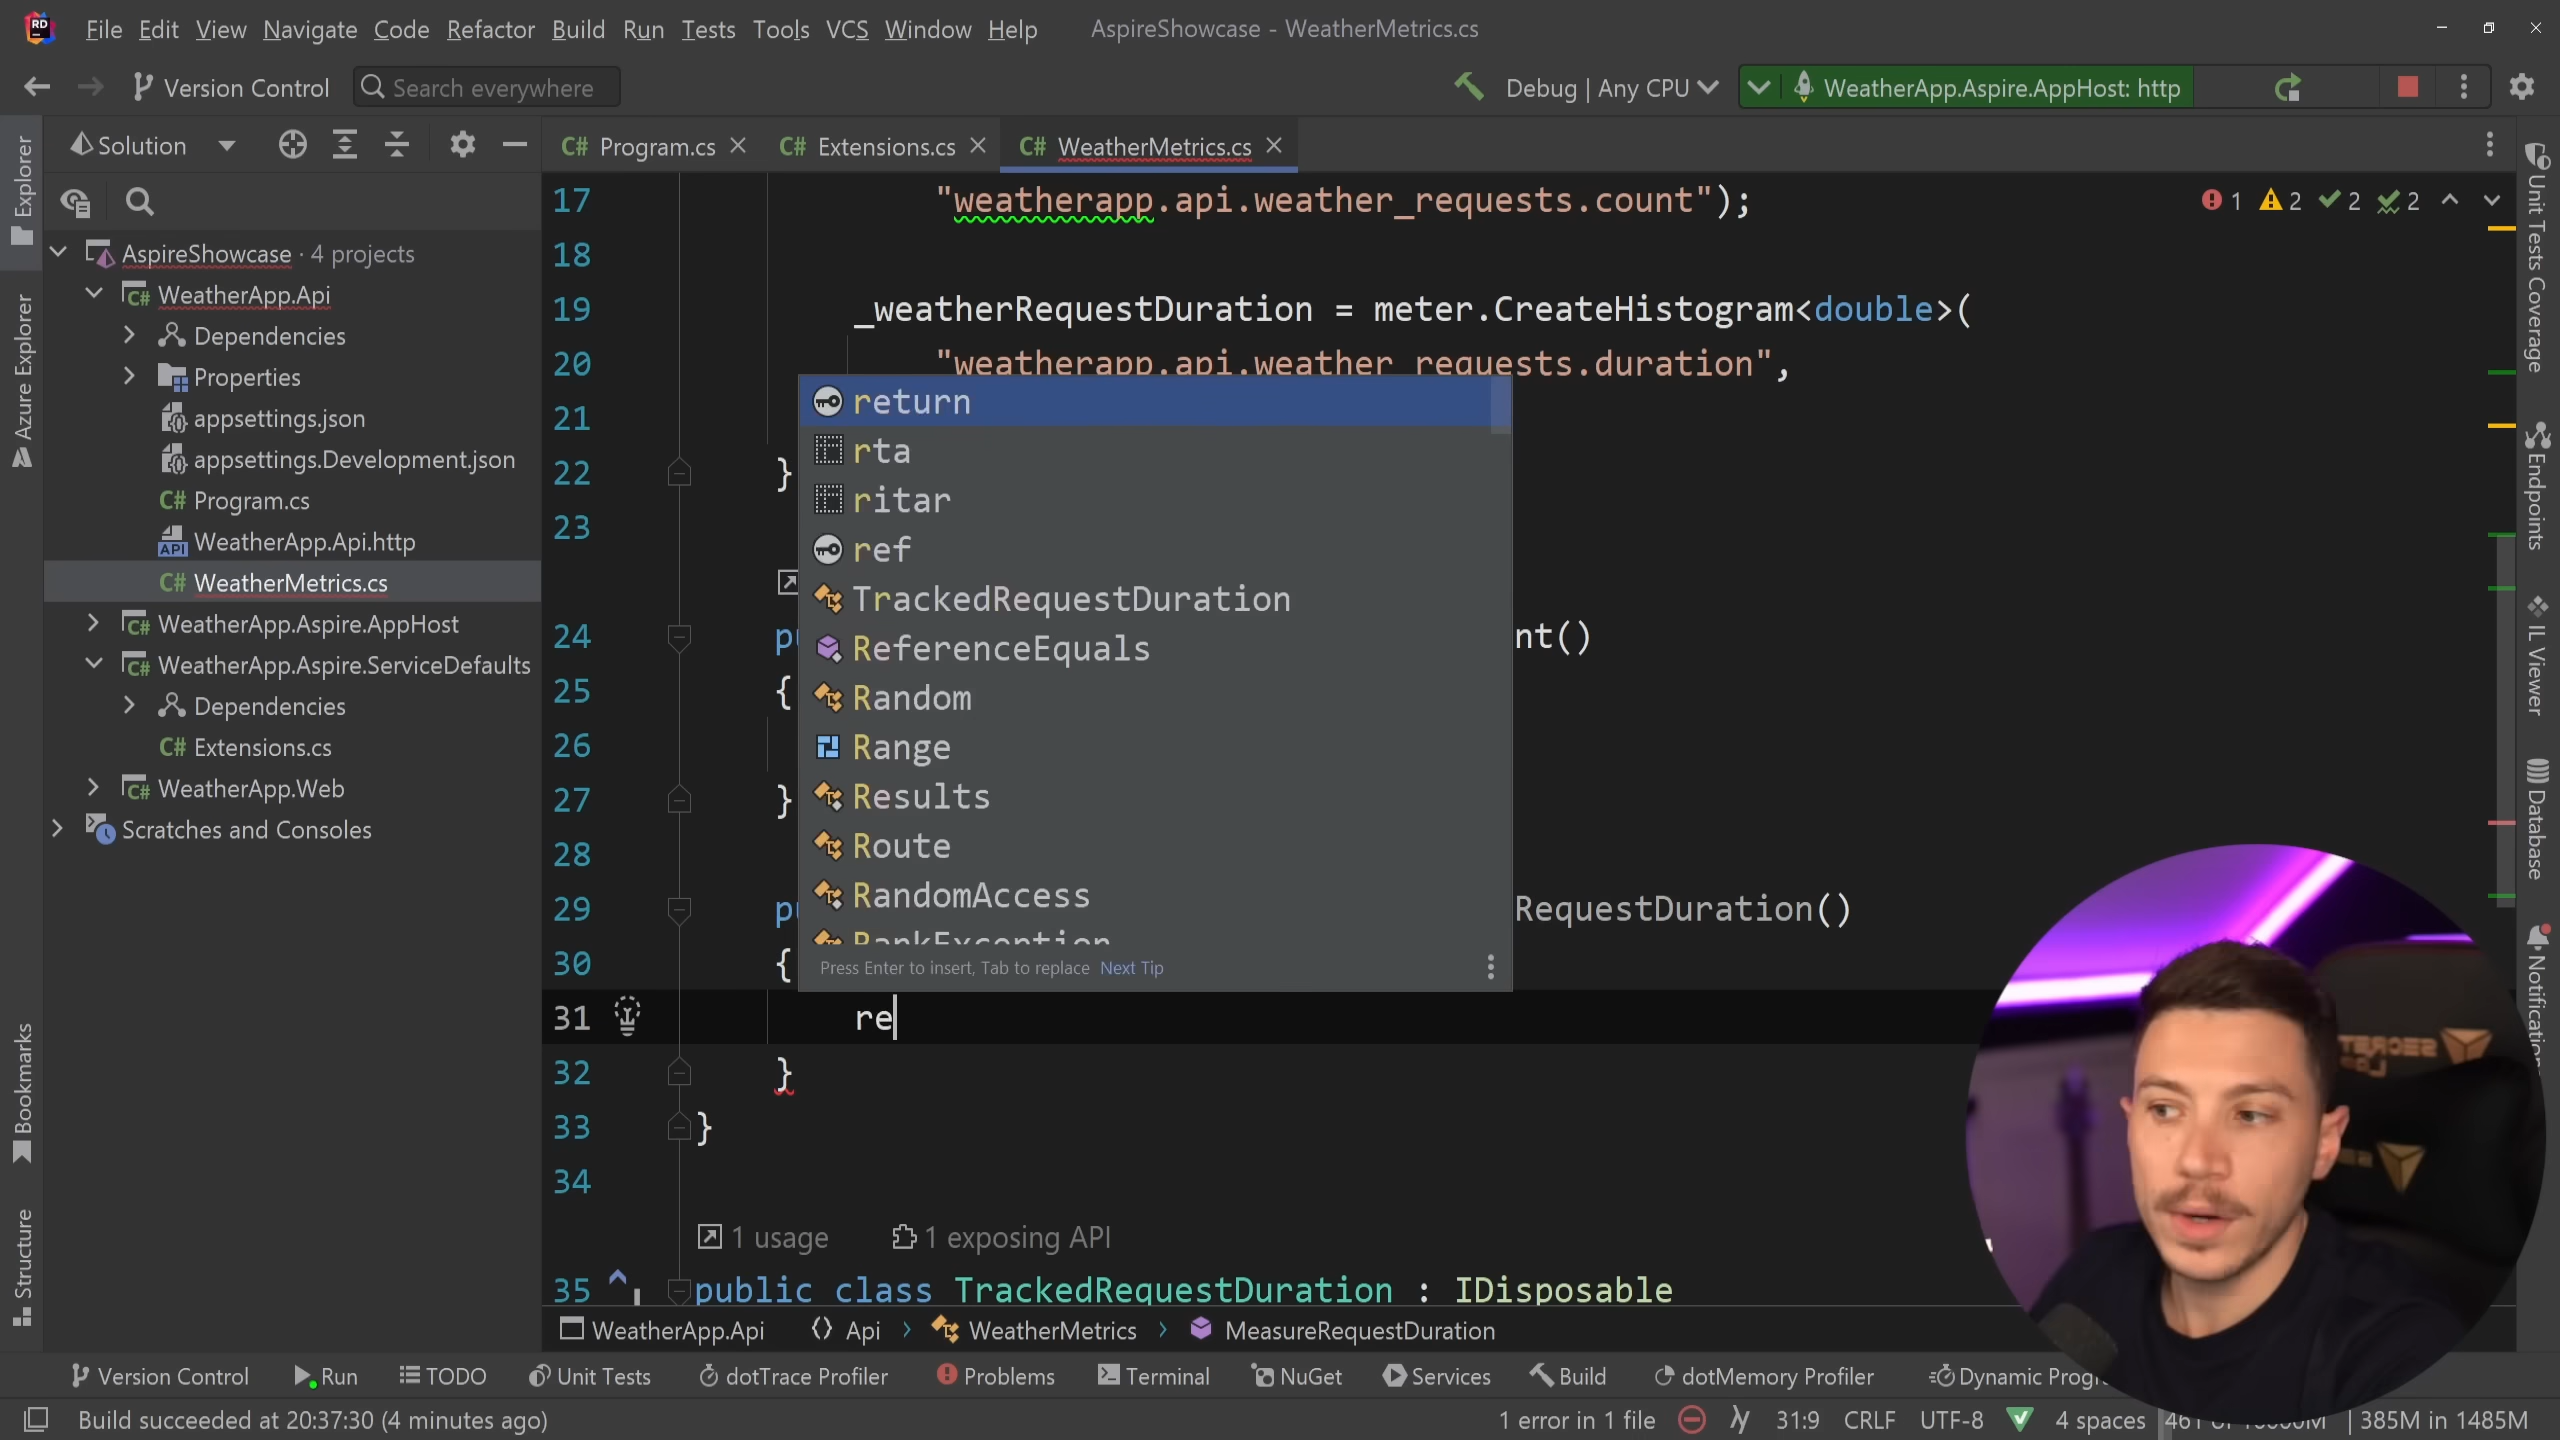 File Edit View Navigate Code Refactor Build Run Tests Tools VCS Window Help AspireShowcase - WeatherMetrics.cs
Version Control Search everywhere Debug | Any CPU WeatherApp.Aspire.AppHost: http
Solution C# Program.cs C# Extensions.cs C# WeatherMetrics.cs
Explorer
Azure Explorer
Bookmarks
Structure
AspireShowcase · 4 projects
WeatherApp.Api
Dependencies
Properties
appsettings.json
appsettings.Development.json
C# Program.cs
API WeatherApp.Api.http
C# WeatherMetrics.cs
WeatherApp.Aspire.AppHost
WeatherApp.Aspire.ServiceDefaults
Dependencies
C# Extensions.cs
WeatherApp.Web
Scratches and Consoles
17 "weatherapp.api.weather_requests.count");
1 2 2 2
18
19 _weatherRequestDuration = meter.CreateHistogram<double>(
20 "weatherapp.api.weather_requests.duration",
21
22 }
23
24 nt()
25 {
26
27 }
28
29 RequestDuration()
30 {
31 re
32 }
33 }
34
1 usage 1 exposing API
35 public class TrackedRequestDuration : IDisposable
return
rta
ritar
ref
TrackedRequestDuration
ReferenceEquals
Random
Range
Results
Route
RandomAccess
RankException
Press Enter to insert, Tab to replace Next Tip
Unit Tests Coverage
Endpoints
IL Viewer
Database
WeatherApp.Api Api WeatherMetrics MeasureRequestDuration
Version Control Run TODO Unit Tests dotTrace Profiler Problems Terminal NuGet Services Build dotMemory Profiler Dynamic
Build succeeded at 20:37:30 (4 minutes ago) 1 error in 1 file 31:9 CRLF UTF-8 4 spaces 385M in 1485M